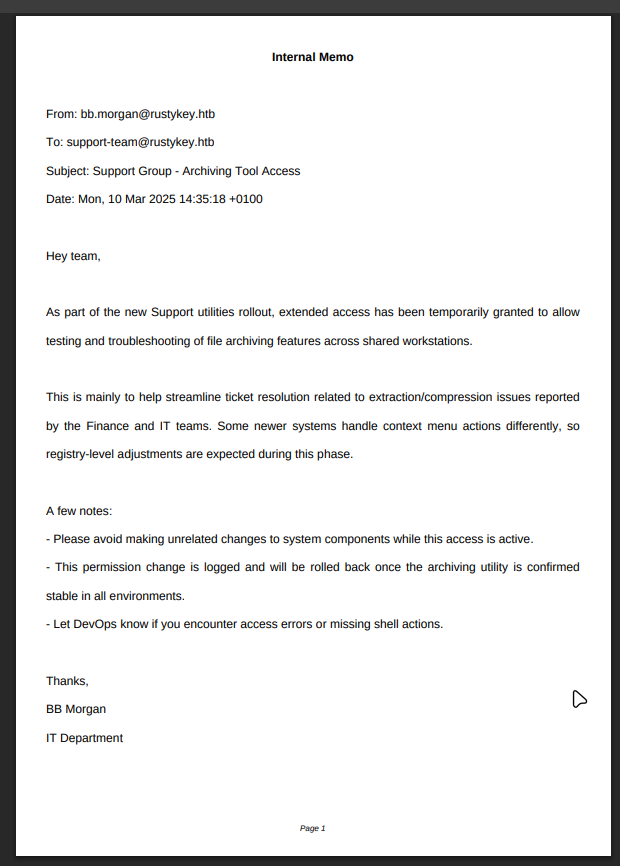 Internal Memo
From: bb.morgan@rustykey.htb
To: support-team@rustykey.htb
Subject: Support Group - Archiving Tool Access
Date: Mon, 10 Mar 2025 14:35:18 +0100
Hey team,
As part of the new Support utilities rollout, extended access has been temporarily granted to allow
testing and troubleshooting of file archiving features across shared workstations.
This is mainly to help streamline ticket resolution related to extraction/compression issues reported
by the Finance and IT teams. Some newer systems handle context menu actions differently, so
registry-level adjustments are expected during this phase.
A few notes:
- Please avoid making unrelated changes to system components while this access is active.
- This permission change is logged and will be rolled back once the archiving utility is confirmed
stable in all environments.
- Let DevOps know if you encounter access errors or missing shell actions.
Thanks,
BB Morgan
IT Department
Page 1